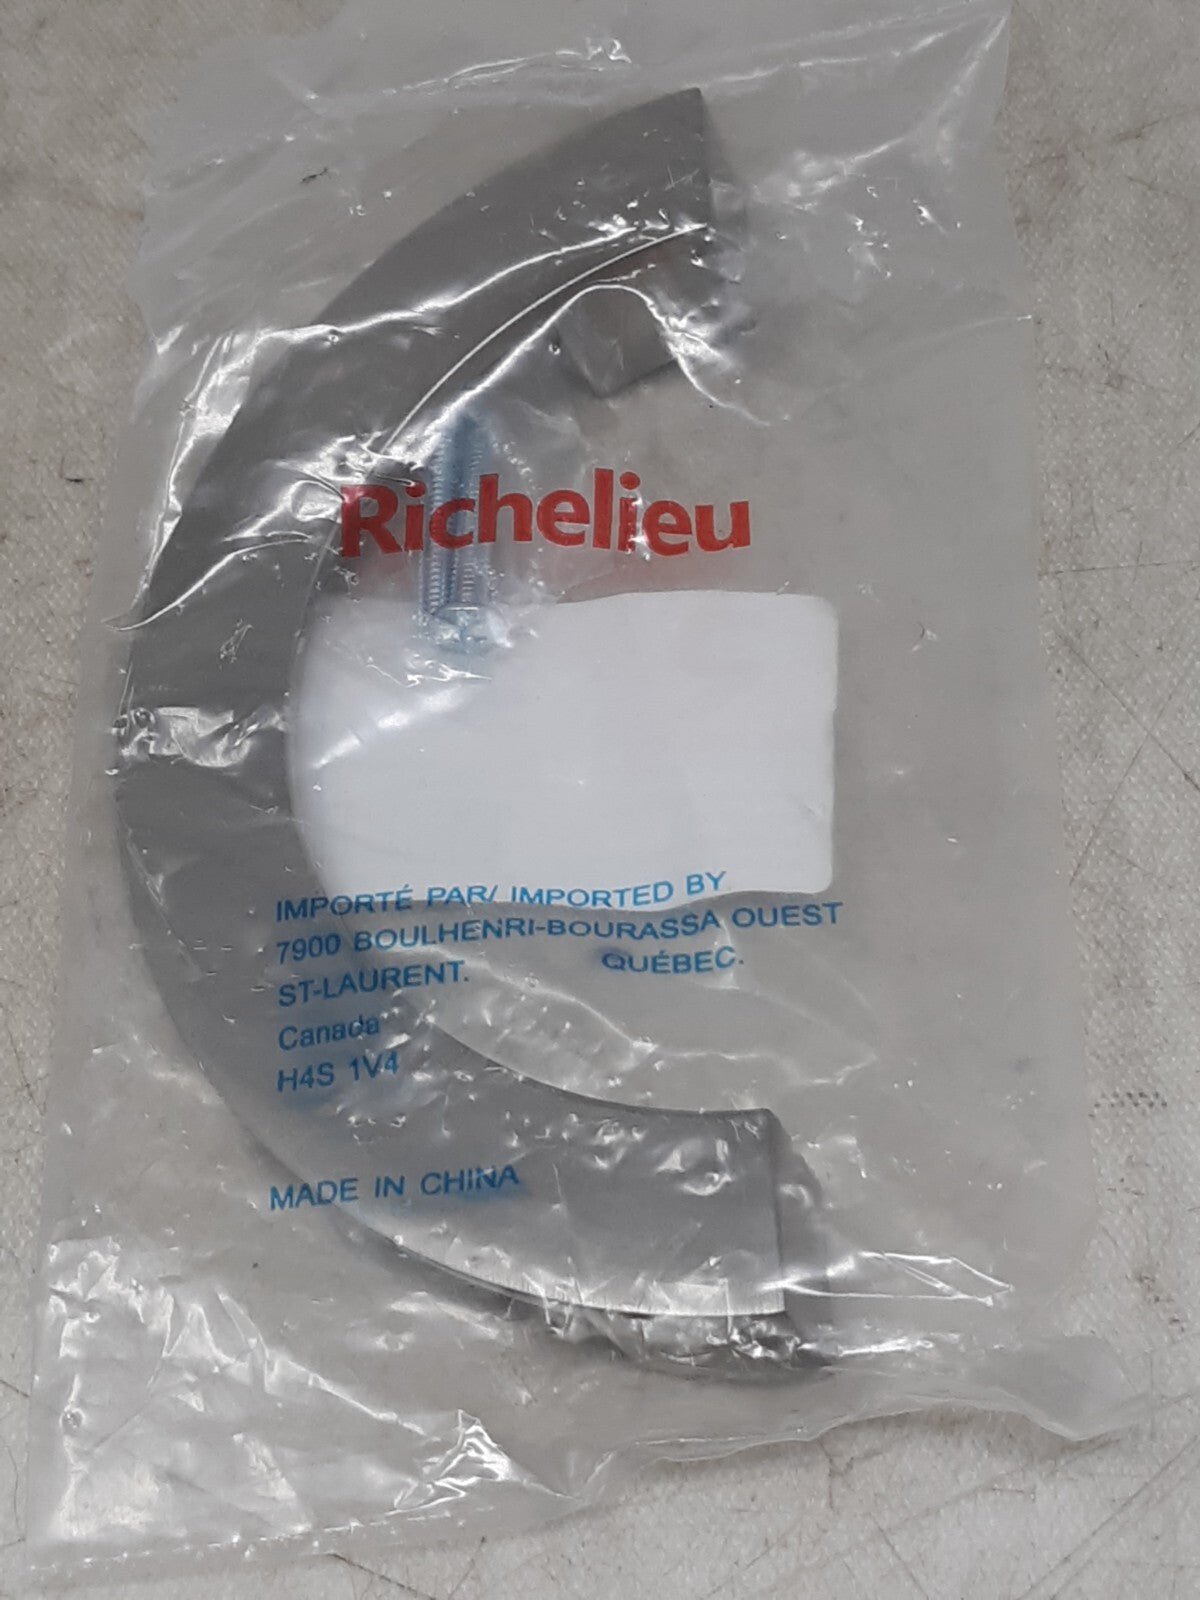 Richelieu
IMPORTÉ PAR/ IMPORTED BY
7900 BOULHENRI-BOURASSA OUEST
ST-LAURENT. QUÉBEC.
Canada
H4S 1V4
MADE IN CHINA